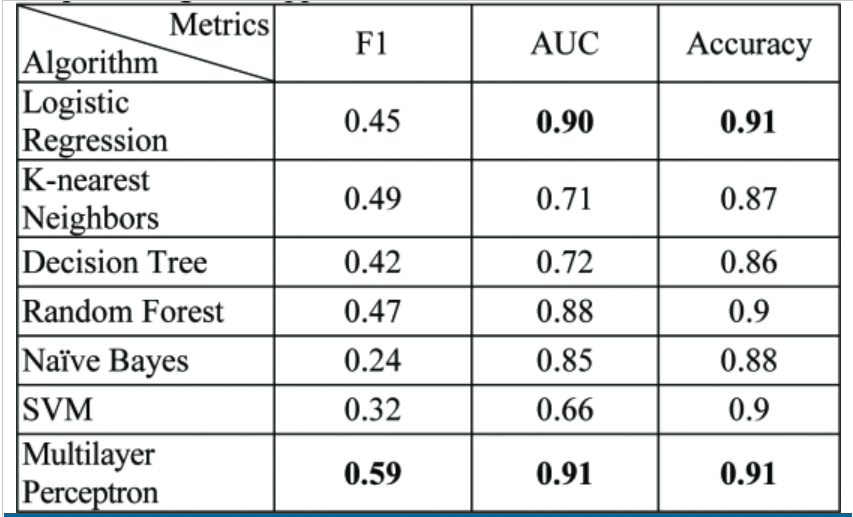 Metrics
Algorithm
F1
AUC
Accuracy
Logistic
Regression
0.45
0.90
0.91
K-nearest
Neighbors
0.49
0.71
0.87
Decision Tree
0.42
0.72
0.86
Random Forest
0.47
0.88
0.9
Naïve Bayes
0.24
0.85
0.88
SVM
0.32
0.66
0.9
Multilayer
Perceptron
0.59
0.91
0.91